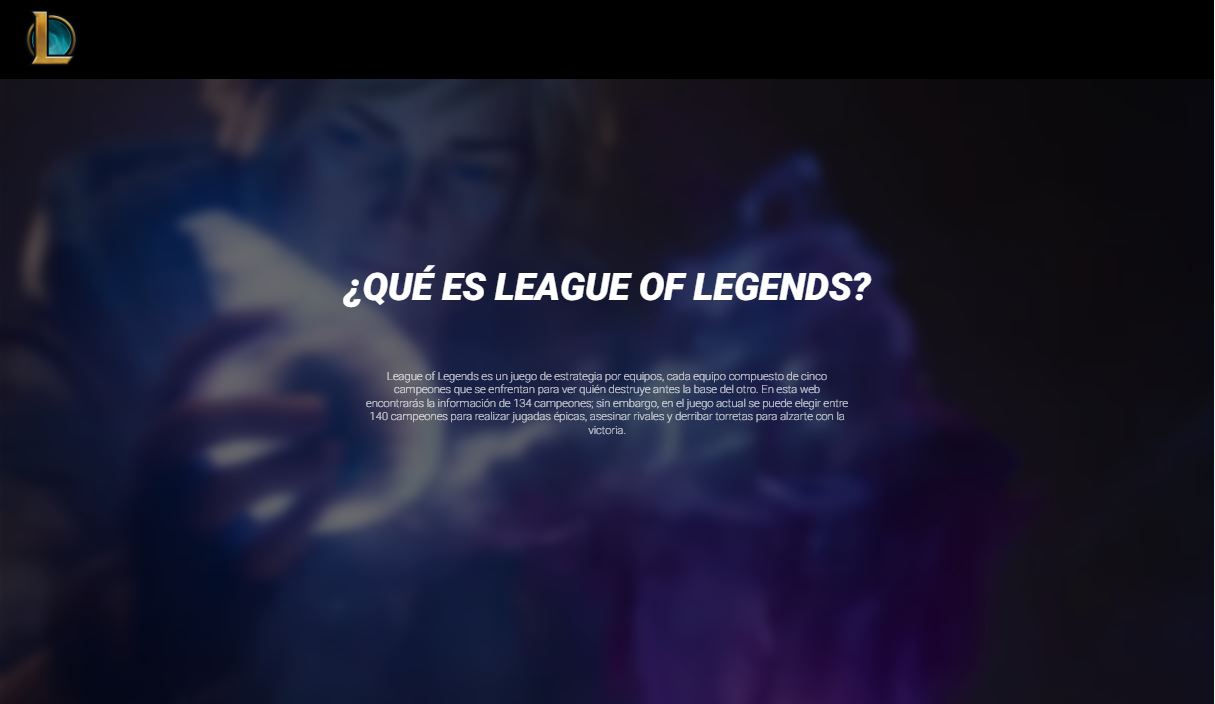 ¿QUÉ ES LEAGUE OF LEGENDS?
League of Legends es un juego de estrategia por equipos, cada equipo compuesto de cinco
campeones que se enfrentan para ver quién destruye antes la base del otro. En esta web
encontrarás la información de 134 campeones; sin embargo, en el juego actual se puede elegir entre
140 campeones para realizar jugadas épicas, asesinar rivales y derribar torretas para alzarte con la
victoria.